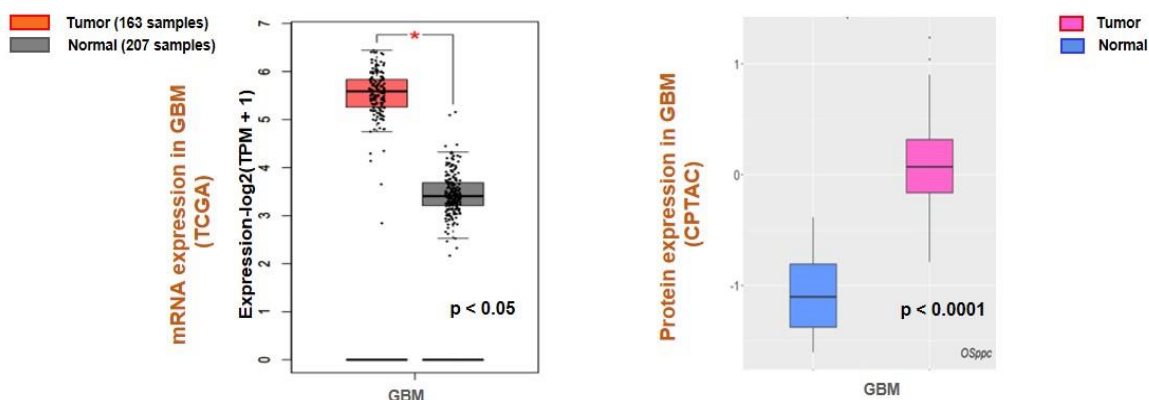 Tumor (163 samples)
Normal (207 samples)
mRNA expression in GBM
(TCGA)
Expression-log2(TPM + 1)
7
6
5
4
3
2
1
0
*
p < 0.05
GBM
Protein expression in GBM
(CPTAC)
1
0
-1
p < 0.0001
OSppc
GBM
Tumor
Normal